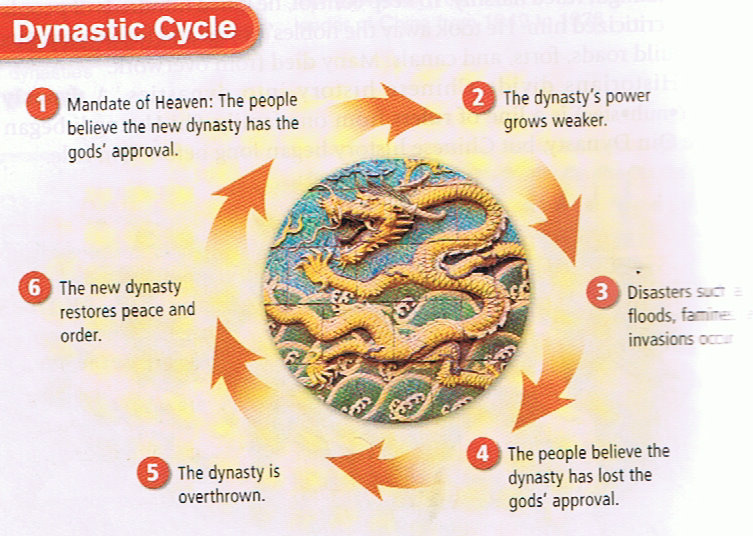 Dynastic Cycle
1 Mandate of Heaven: The people
believe the new dynasty has the
gods' approval.
2 The dynasty's power
grows weaker.
3 Disasters such
floods,
invasions occur
4 The people believe the
dynasty has lost the
gods' approval.
5 The dynasty is
overthrown.
6 The new dynasty
restores peace and
order.